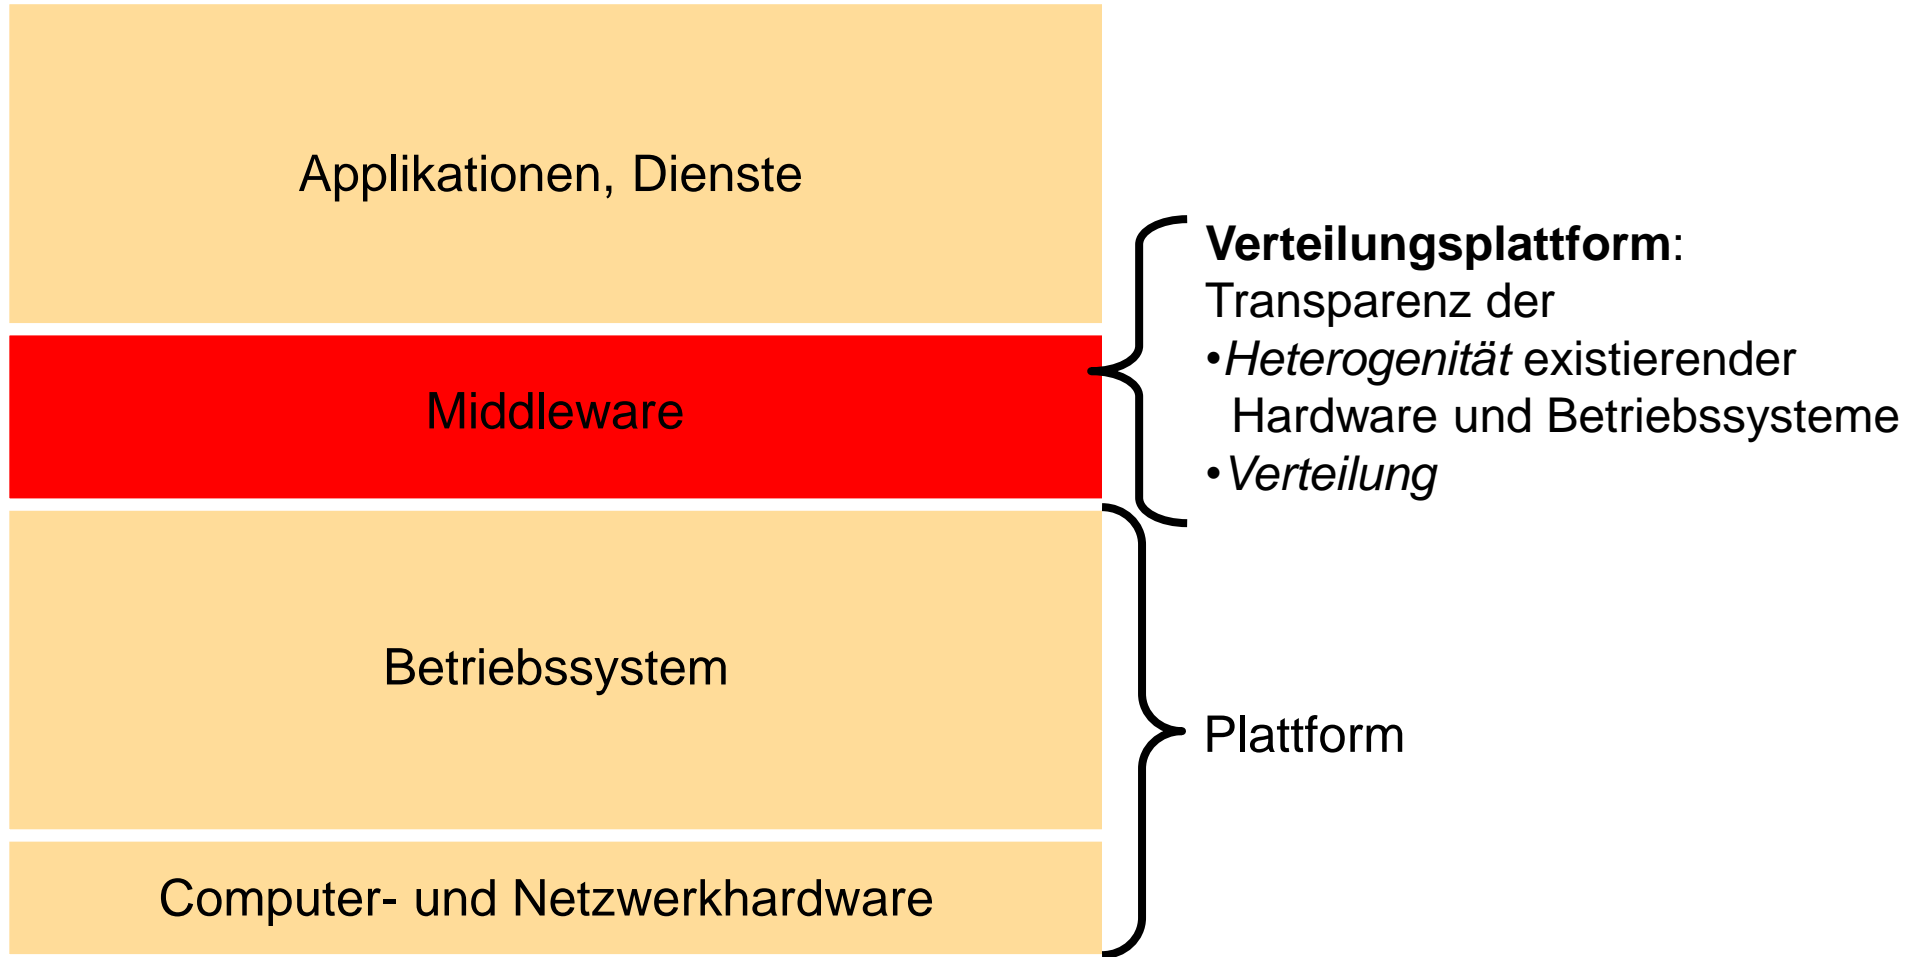 Applikationen, Dienste
Middleware
Verteilungsplattform:
Transparenz der
•Heterogenität existierender
Hardware und Betriebssysteme
•Verteilung
Betriebssystem
Plattform
Computer- und Netzwerkhardware